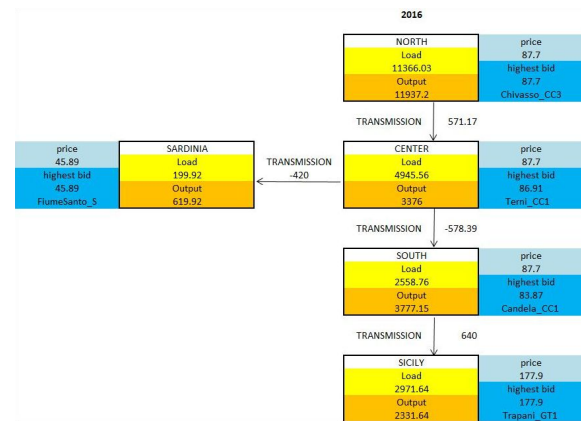 2016
NORTH
Load
11366.03
Output
11937.2
price
87.7
highest bid
87.7
Chivasso_CC3
TRANSMISSION 571.17
price
45.89
highest bid
45.89
FiumeSanto_S
SARDINIA
Load
199.92
Output
619.92
TRANSMISSION
-420
CENTER
Load
4945.56
Output
3376
price
87.7
highest bid
86.91
Terni_CC1
TRANSMISSION -578.39
SOUTH
Load
2558.76
Output
3777.15
price
87.7
highest bid
83.87
Candela_CC1
TRANSMISSION 640
SICILY
Load
2971.64
Output
2331.64
price
177.9
highest bid
177.9
Trapani_GT1